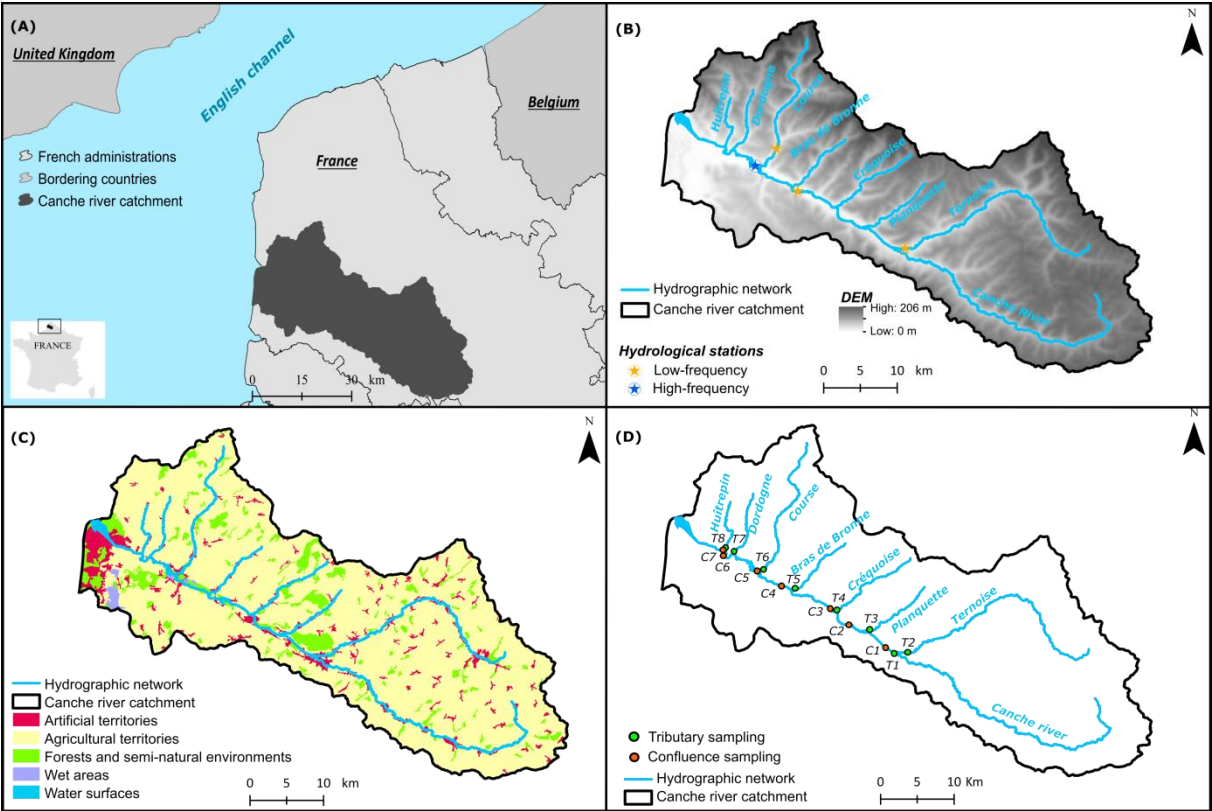 (A)
United Kingdom
English channel
Belgium
France
French administrations
Bordering countries
Canche river catchment
FRANCE
0 15 30 km
(B)
N
Huîtrepin
Dordogne
Course
Bras de Bronne
Créquoise
Planquette
Ternoise
Canche River
Hydrographic network
Canche river catchment
DEM
High: 206 m
Low: 0 m
Hydrological stations
Low-frequency
High-frequency
0 5 10 km
(C)
N
Hydrographic network
Canche river catchment
Artificial territories
Agricultural territories
Forests and semi-natural environments
Wet areas
Water surfaces
0 5 10 km
(D)
N
Huîtrepin
Dordogne
Course
Bras de Bronne
Créquoise
Planquette
Ternoise
Canche river
T8 T7
C7
C6
T6
C5
T5
C4
T4
C3
T3
C2
T2
C1
T1
Tributary sampling
Confluence sampling
Hydrographic network
Canche river catchment
0 5 10 km